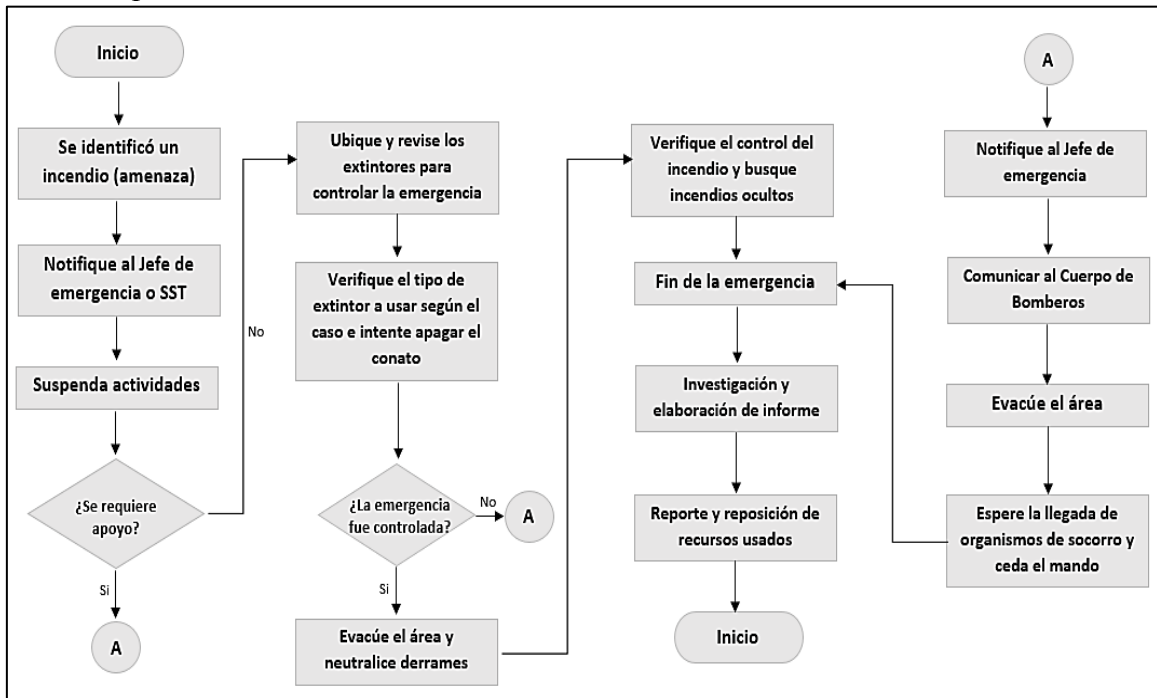 Inicio
Se identificó un
incendio (amenaza)
Notifique al Jefe de
emergencia o SST
Suspenda actividades
¿Se requiere
apoyo?
No
Si
A
Ubique y revise los
extintores para
controlar la emergencia
Verifique el tipo de
extintor a usar según el
caso e intente apagar el
conato
¿La emergencia
fue controlada?
No
A
Si
Evacúe el área y
neutralice derrames
Verifique el control del
incendio y busque
incendios ocultos
Fin de la emergencia
Investigación y
elaboración de informe
Reporte y reposición de
recursos usados
Inicio
A
Notifique al Jefe de
emergencia
Comunicar al Cuerpo de
Bomberos
Evacúe el área
Espere la llegada de
organismos de socorro y
ceda el mando